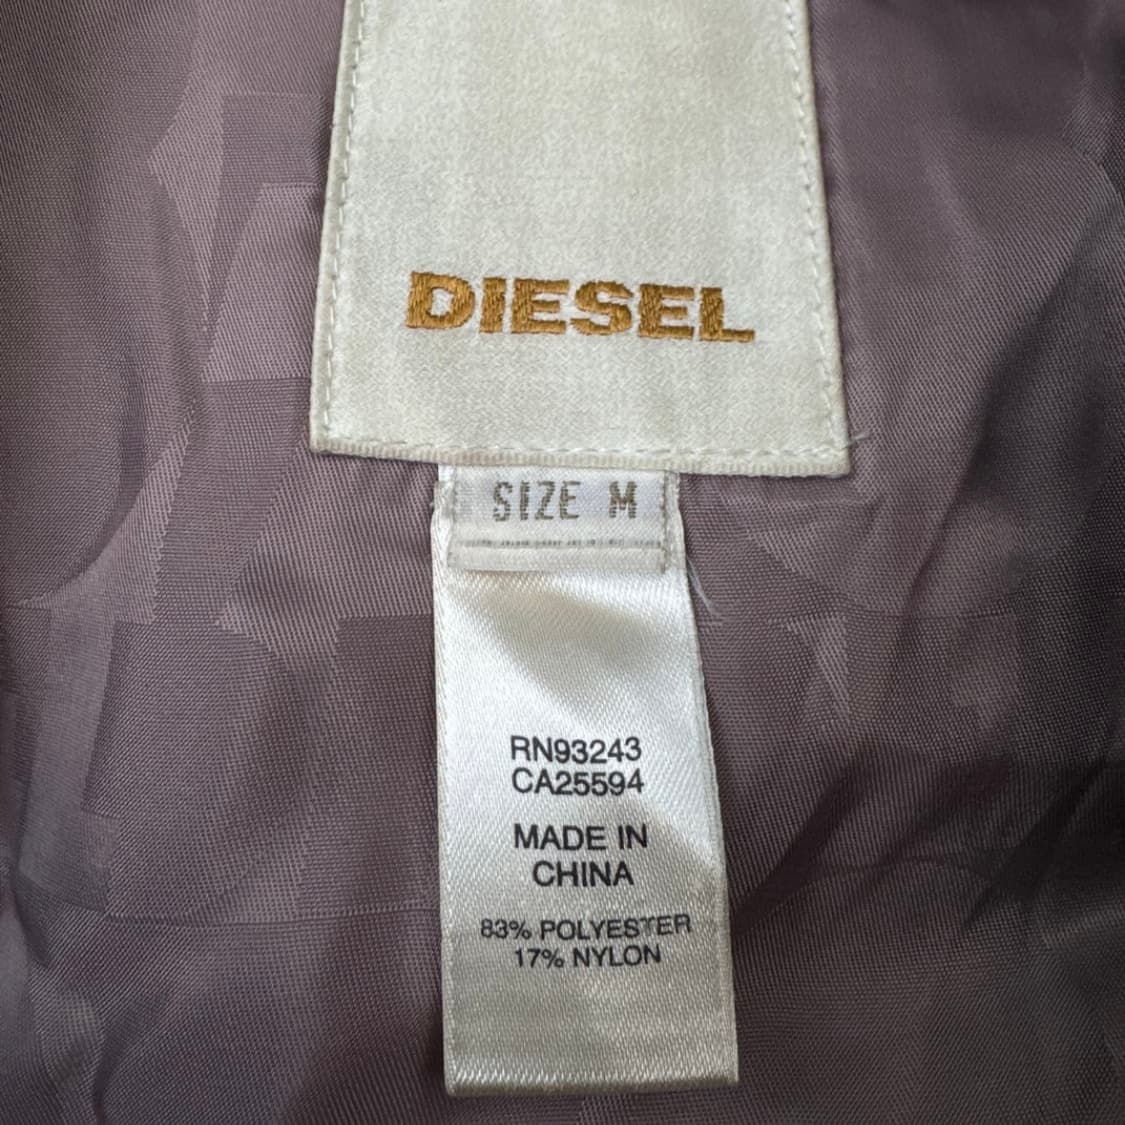 DIESEL
SIZE M
RN93243
CA25594
MADE IN
CHINA
83% POLYESTER
17% NYLON